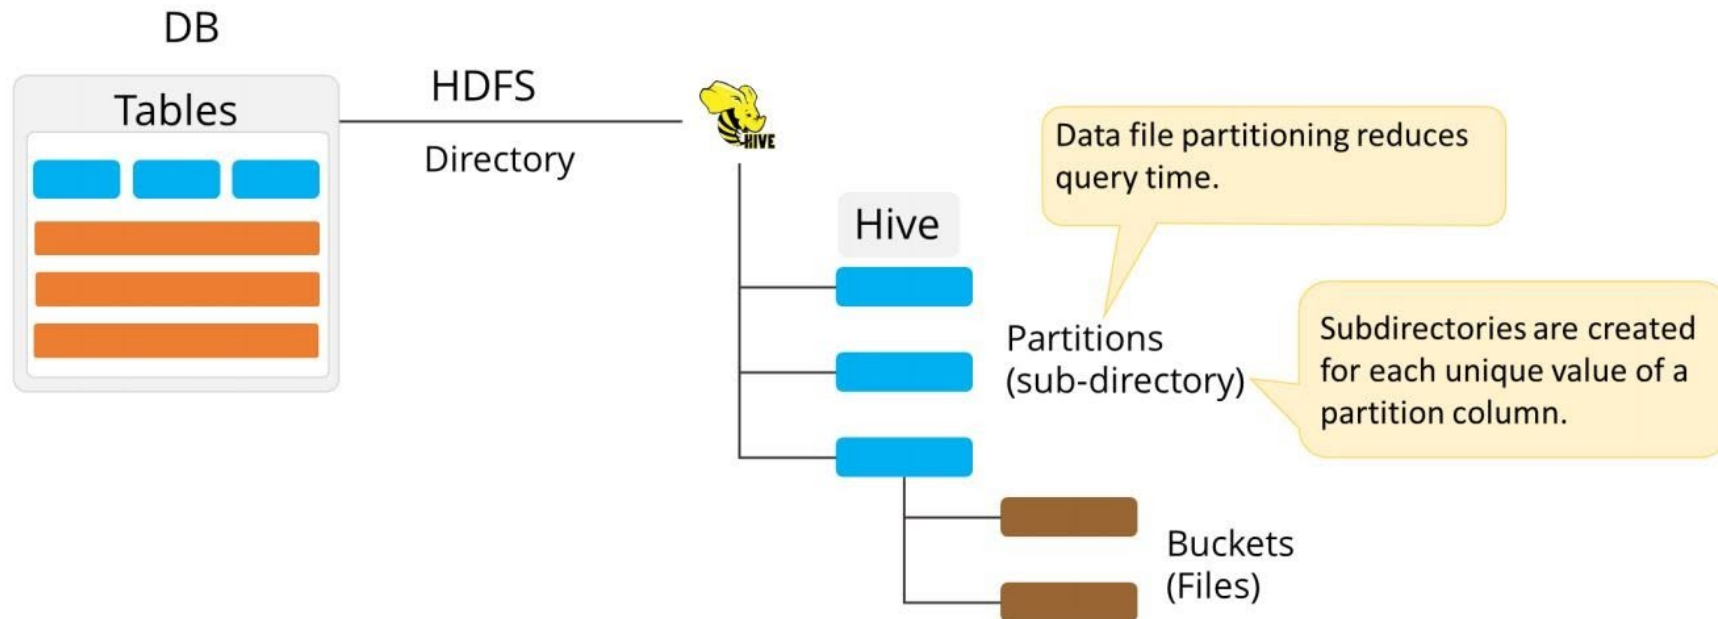 DB
Tables
HDFS
Directory
HIVE
Hive
Data file partitioning reduces
query time.
Partitions
(sub-directory)
Subdirectories are created
for each unique value of a
partition column.
Buckets
(Files)